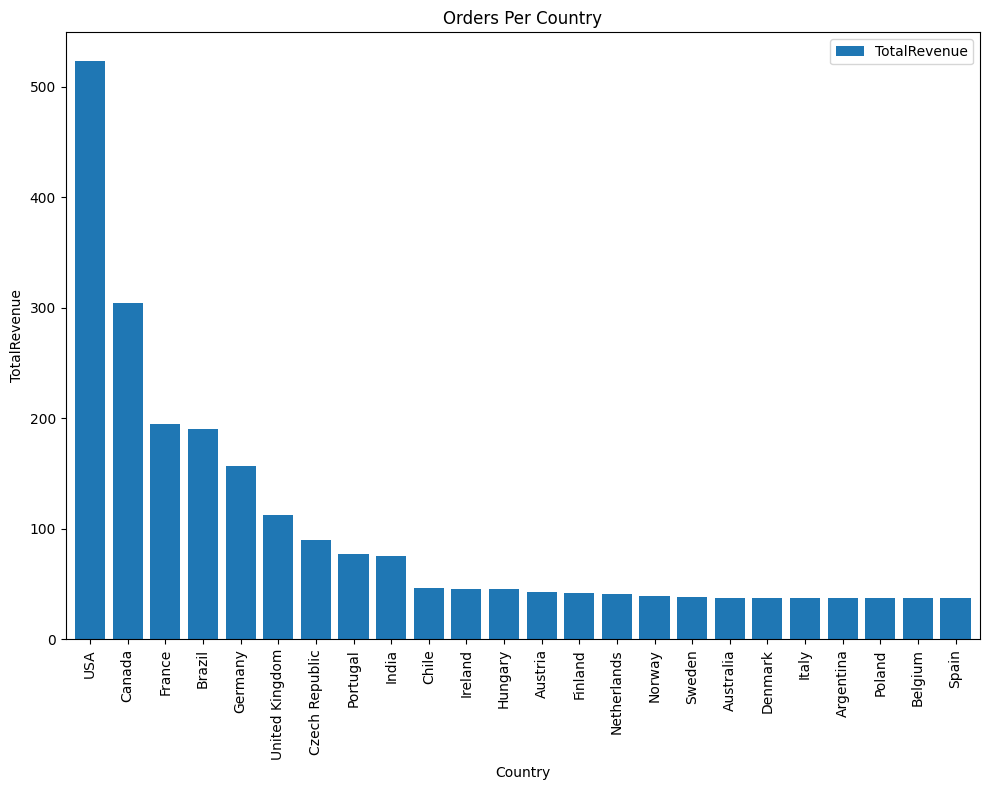 Orders Per Country
TotalRevenue
TotalRevenue
500
400
300
200
100
0
USA
Canada
France
Brazil
Germany
United Kingdom
Czech Republic
Portugal
India
Chile
Ireland
Hungary
Austria
Finland
Netherlands
Norway
Sweden
Australia
Denmark
Italy
Argentina
Poland
Belgium
Spain
Country